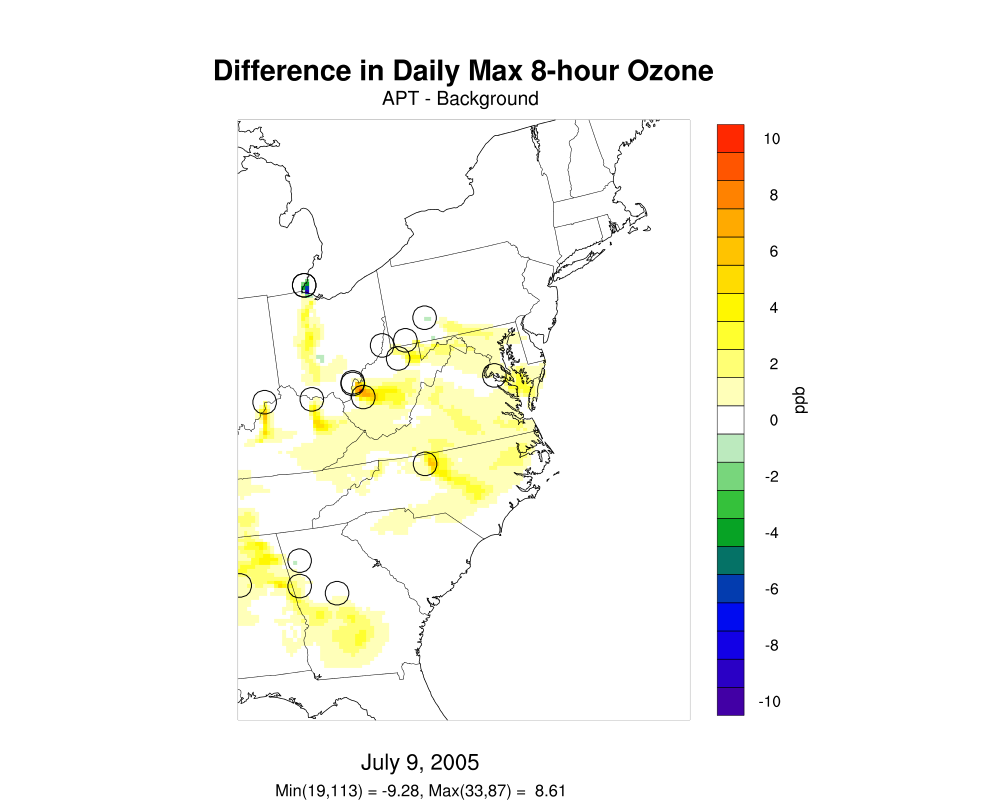 Difference in Daily Max 8-hour Ozone
APT - Background
10
8
6
4
2
0
-2
-4
-6
-8
-10
ppb
July 9, 2005
Min(19,113) = -9.28, Max(33,87) = 8.61